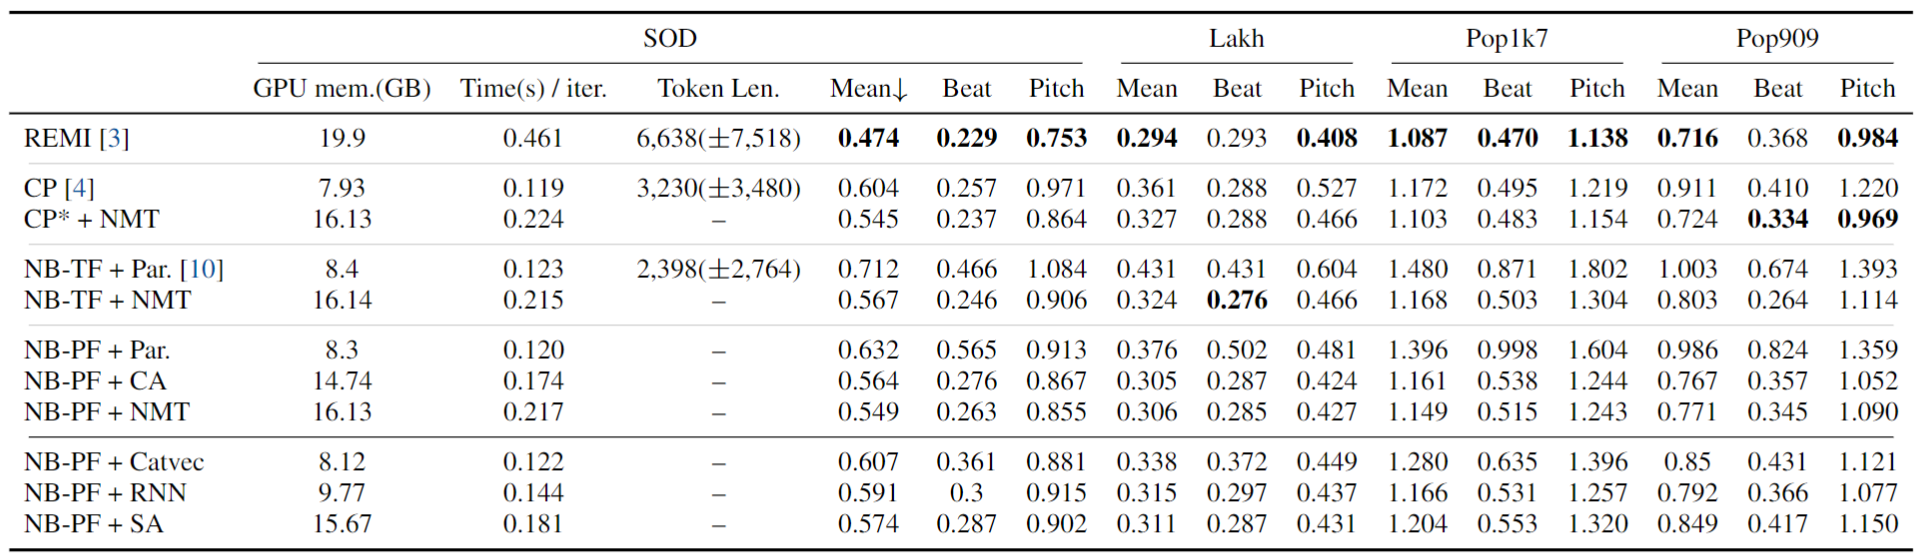 SOD Lakh Pop1k7 Pop909
GPU mem.(GB) Time(s) / iter. Token Len. Mean↓ Beat Pitch Mean Beat Pitch Mean Beat Pitch Mean Beat Pitch
REMI [3] 19.9 0.461 6,638(±7,518) 0.474 0.229 0.753 0.294 0.293 0.408 1.087 0.470 1.138 0.716 0.368 0.984
CP [4] 7.93 0.119 3,230(±3,480) 0.604 0.257 0.971 0.361 0.288 0.527 1.172 0.495 1.219 0.911 0.410 1.220
CP* + NMT 16.13 0.224 – 0.545 0.237 0.864 0.327 0.288 0.466 1.103 0.483 1.154 0.724 0.334 0.969
NB-TF + Par. [10] 8.4 0.123 2,398(±2,764) 0.712 0.466 1.084 0.431 0.431 0.604 1.480 0.871 1.802 1.003 0.674 1.393
NB-TF + NMT 16.14 0.215 – 0.567 0.246 0.906 0.324 0.276 0.466 1.168 0.503 1.304 0.803 0.264 1.114
NB-PF + Par. 8.3 0.120 – 0.632 0.565 0.913 0.376 0.502 0.481 1.396 0.998 1.604 0.986 0.824 1.359
NB-PF + CA 14.74 0.174 – 0.564 0.276 0.867 0.305 0.287 0.424 1.161 0.538 1.244 0.767 0.357 1.052
NB-PF + NMT 16.13 0.217 – 0.549 0.263 0.855 0.306 0.285 0.427 1.149 0.515 1.243 0.771 0.345 1.090
NB-PF + Catvec 8.12 0.122 – 0.607 0.361 0.881 0.338 0.372 0.449 1.280 0.635 1.396 0.85 0.431 1.121
NB-PF + RNN 9.77 0.144 – 0.591 0.3 0.915 0.315 0.297 0.437 1.166 0.531 1.257 0.792 0.366 1.077
NB-PF + SA 15.67 0.181 – 0.574 0.287 0.902 0.311 0.287 0.431 1.204 0.553 1.320 0.849 0.417 1.150